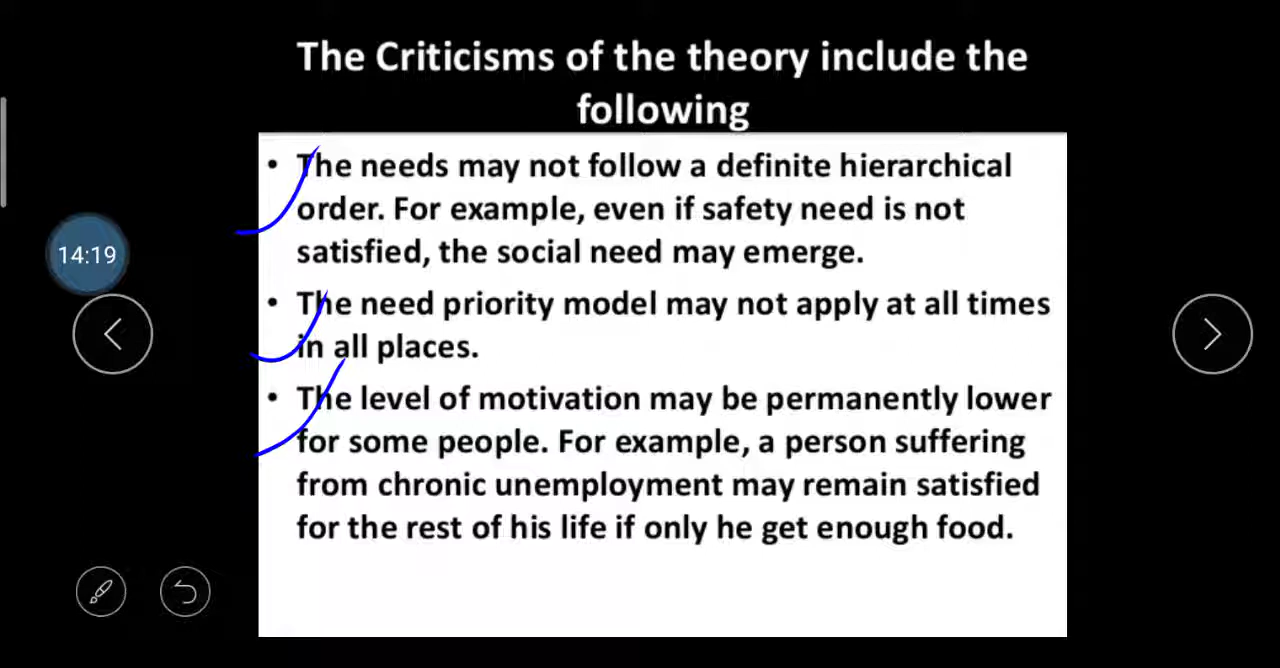 The Criticisms of the theory include the
following
• The needs may not follow a definite hierarchical
order. For example, even if safety need is not
satisfied, the social need may emerge.
14:19
• The need priority model may not apply at all times
in all places.
• The level of motivation may be permanently lower
for some people. For example, a person suffering
from chronic unemployment may remain satisfied
for the rest of his life if only he get enough food.